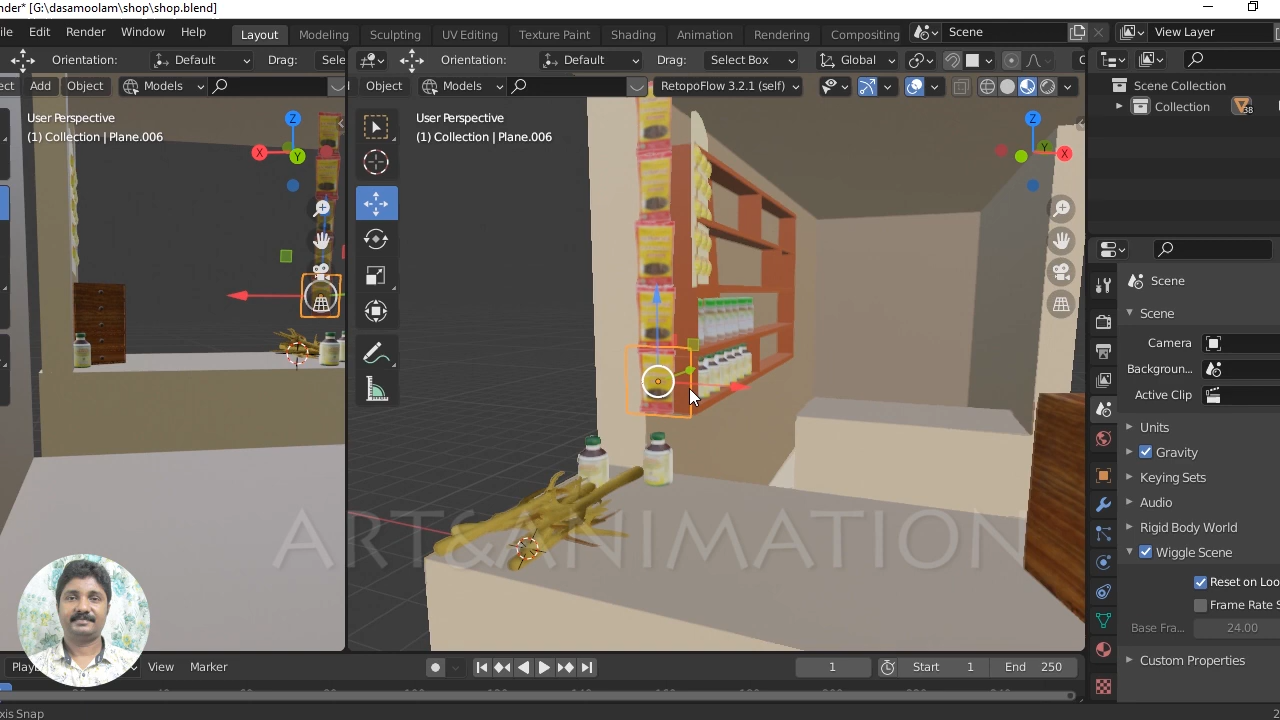 nder* [G:\dasamoolam\shop\shop.blend]
ile Edit Render Window Help Layout Modeling Sculpting UV Editing Texture Paint Shading Animation Rendering Compositing Scene View Layer
Orientation: Default Drag: Sele Orientation: Default Drag: Select Box Global
ect Add Object Models Object Models RetopoFlow 3.2.1 (self) Scene Collection
Collection 38
User Perspective User Perspective
(1) Collection | Plane.006 (1) Collection | Plane.006
Z X Y Z Y X
Scene
Scene
Camera
Backgroun...
Active Clip
Units
Gravity
Keying Sets
Audio
Rigid Body World
Wiggle Scene
Reset on Loo
Frame Rate S
Base Fra... 24.00
Custom Properties
ART&ANIMATION
Play View Marker 1 Start 1 End 250
xis Snap